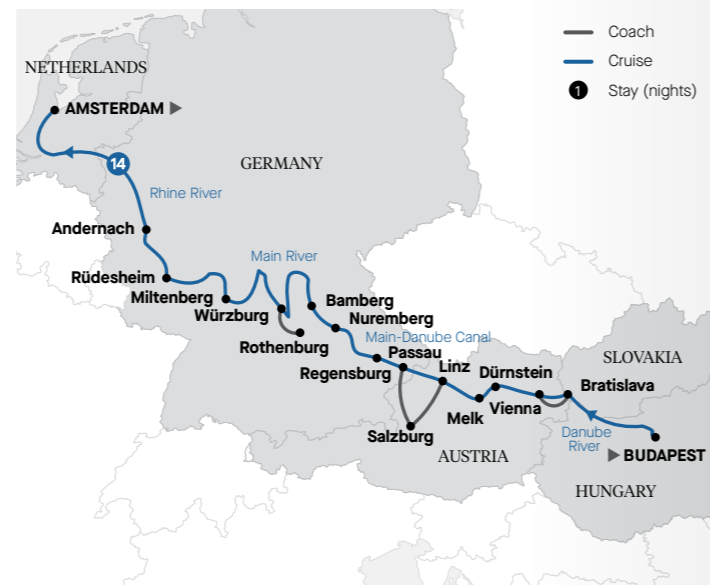 Coach
Cruise
1 Stay (nights)
NETHERLANDS
AMSTERDAM
14
GERMANY
Rhine River
Andernach
Main River
Rüdesheim
Miltenberg
Würzburg
Bamberg
Nuremberg
Rothenburg
Main-Danube Canal
Passau
Regensburg
Linz
Dürnstein
SLOVAKIA
Bratislava
Melk
Vienna
Salzburg
Danube
River
AUSTRIA
BUDAPEST
HUNGARY